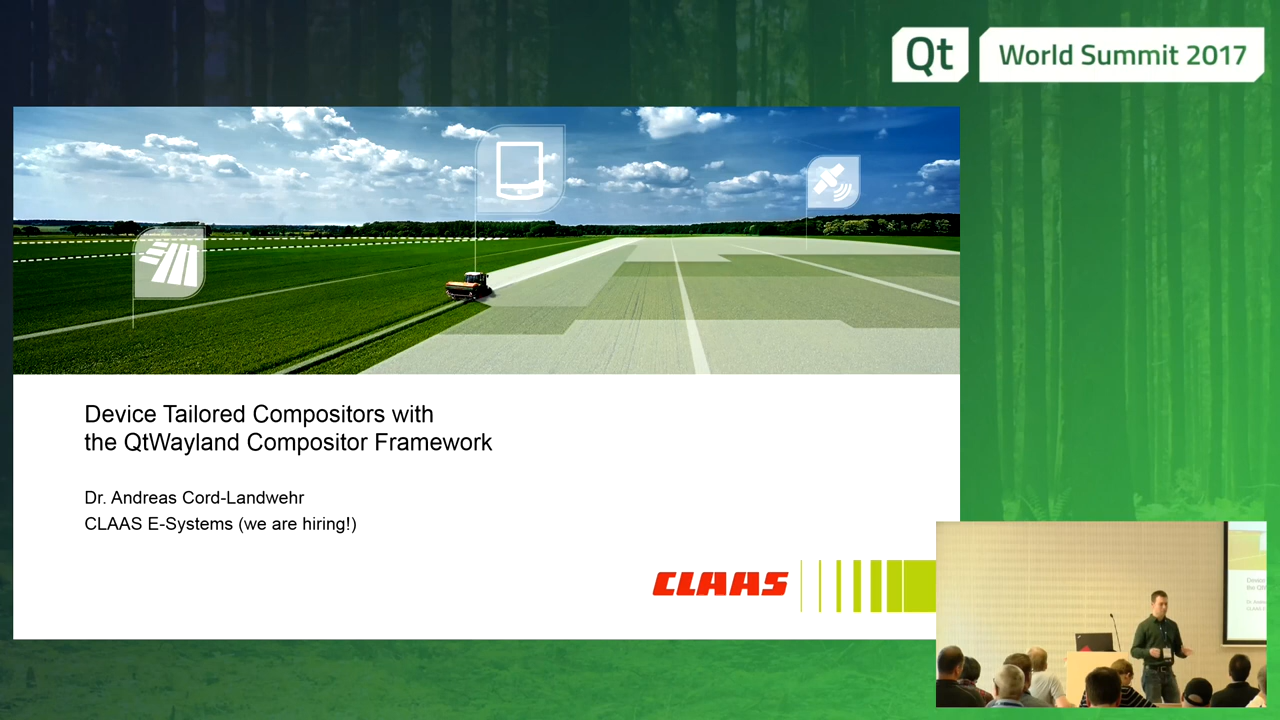 Qt
World Summit 2017
Device Tailored Compositors with
the QtWayland Compositor Framework
Dr. Andreas Cord-Landwehr
CLAAS E-Systems (we are hiring!)
CLAAS